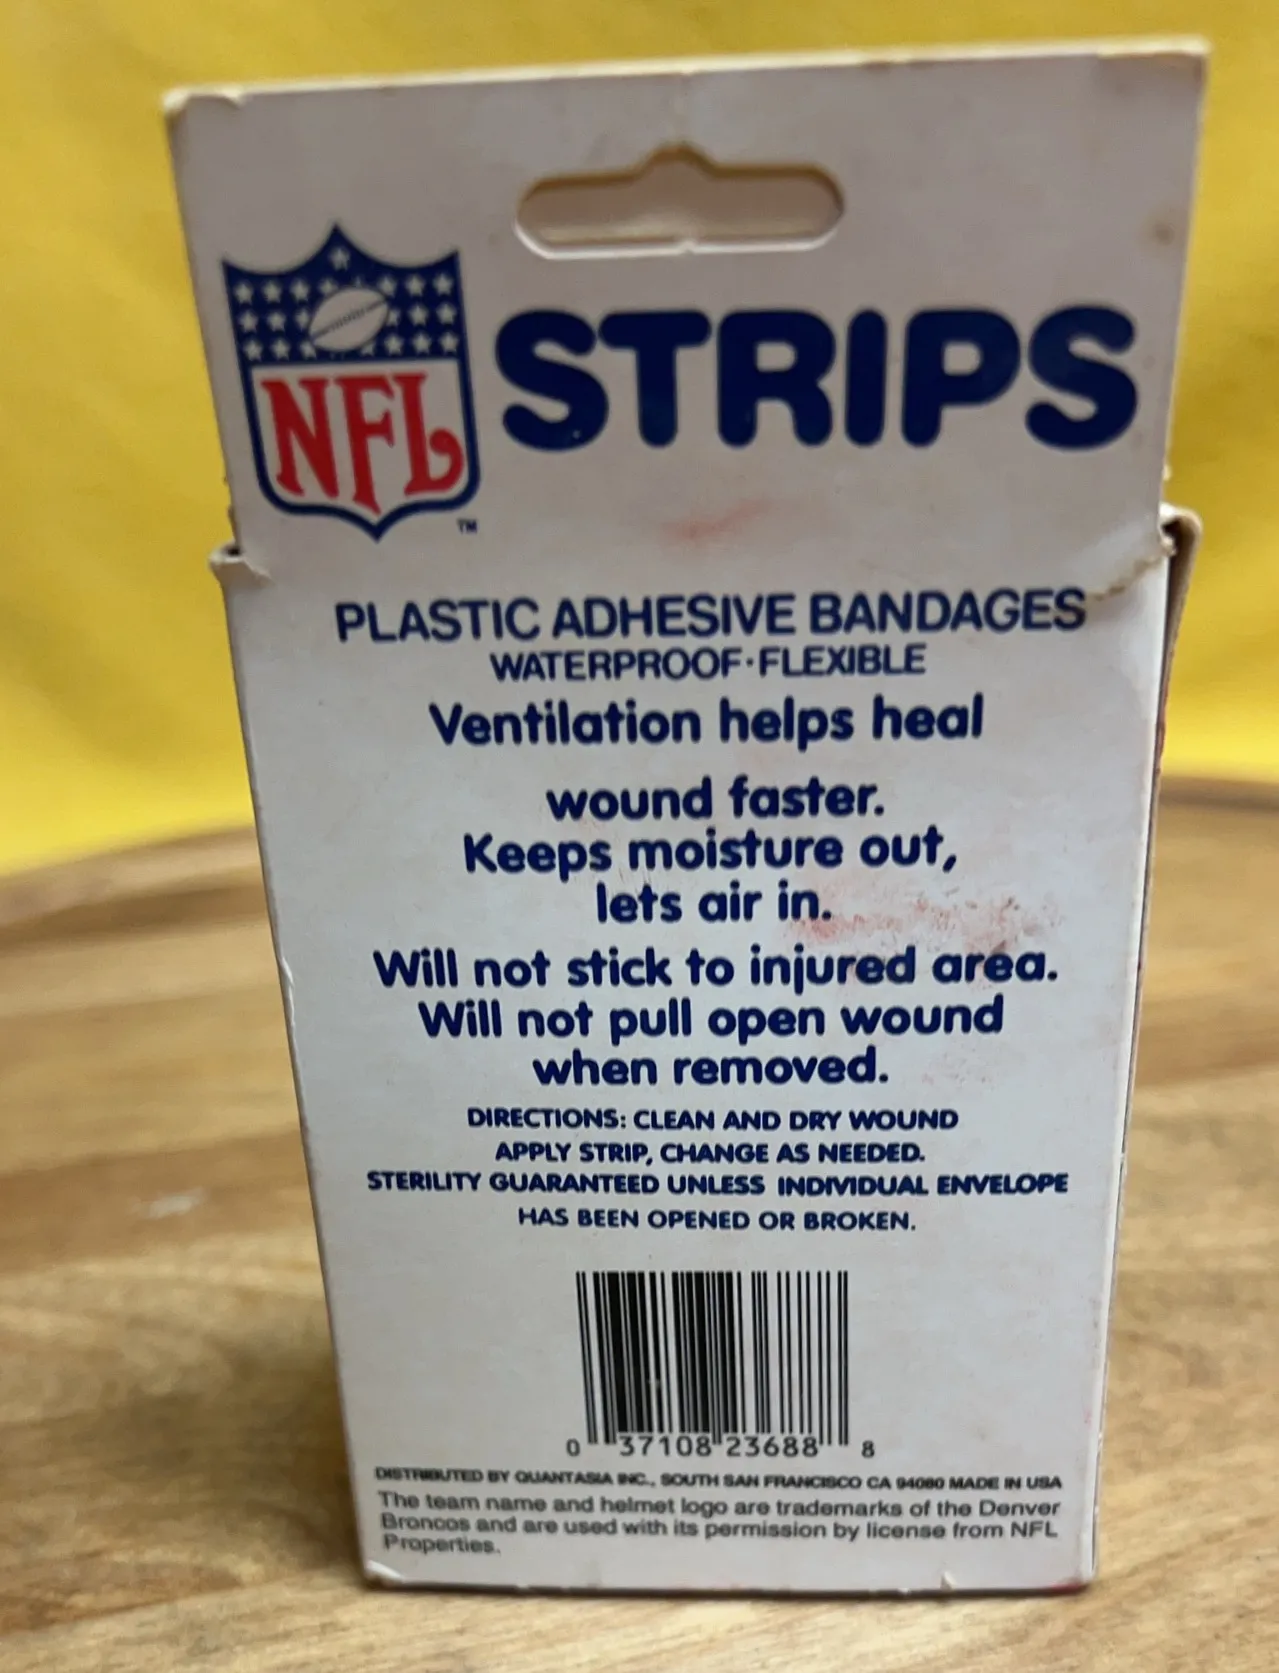 NFL
STRIPS
TM
PLASTIC ADHESIVE BANDAGES
WATERPROOF·FLEXIBLE
Ventilation helps heal
wound faster.
Keeps moisture out,
lets air in.
Will not stick to injured area.
Will not pull open wound
when removed.
DIRECTIONS: CLEAN AND DRY WOUND
APPLY STRIP, CHANGE AS NEEDED.
STERILITY GUARANTEED UNLESS INDIVIDUAL ENVELOPE
HAS BEEN OPENED OR BROKEN.
0 37108 23688 8
DISTRIBUTED BY QUANTASIA INC., SOUTH SAN FRANCISCO CA 94080 MADE IN USA
The team name and helmet logo are trademarks of the Denver
Broncos and are used with its permission by license from NFL
Properties.